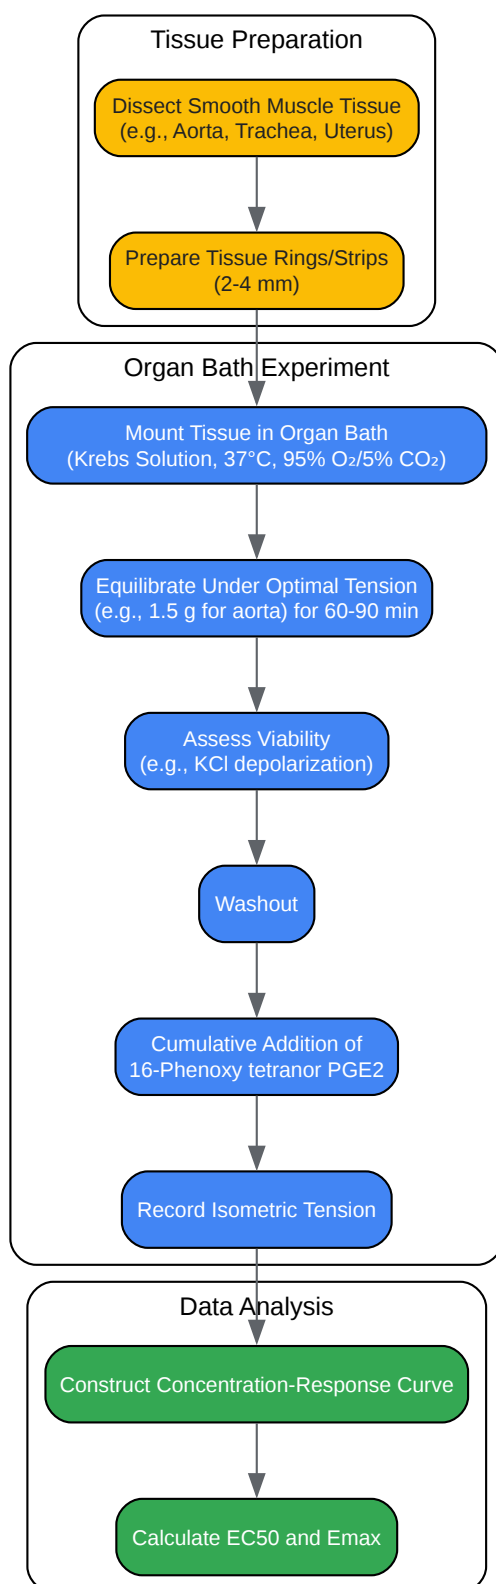 Tissue Preparation
Dissect Smooth Muscle Tissue
(e.g., Aorta, Trachea, Uterus)
Prepare Tissue Rings/Strips
(2-4 mm)
Organ Bath Experiment
Mount Tissue in Organ Bath
(Krebs Solution, 37°C, 95% O₂/5% CO₂)
Equilibrate Under Optimal Tension
(e.g., 1.5 g for aorta) for 60-90 min
Assess Viability
(e.g., KCl depolarization)
Washout
Cumulative Addition of
16-Phenoxy tetranor PGE2
Record Isometric Tension
Data Analysis
Construct Concentration-Response Curve
Calculate EC50 and Emax